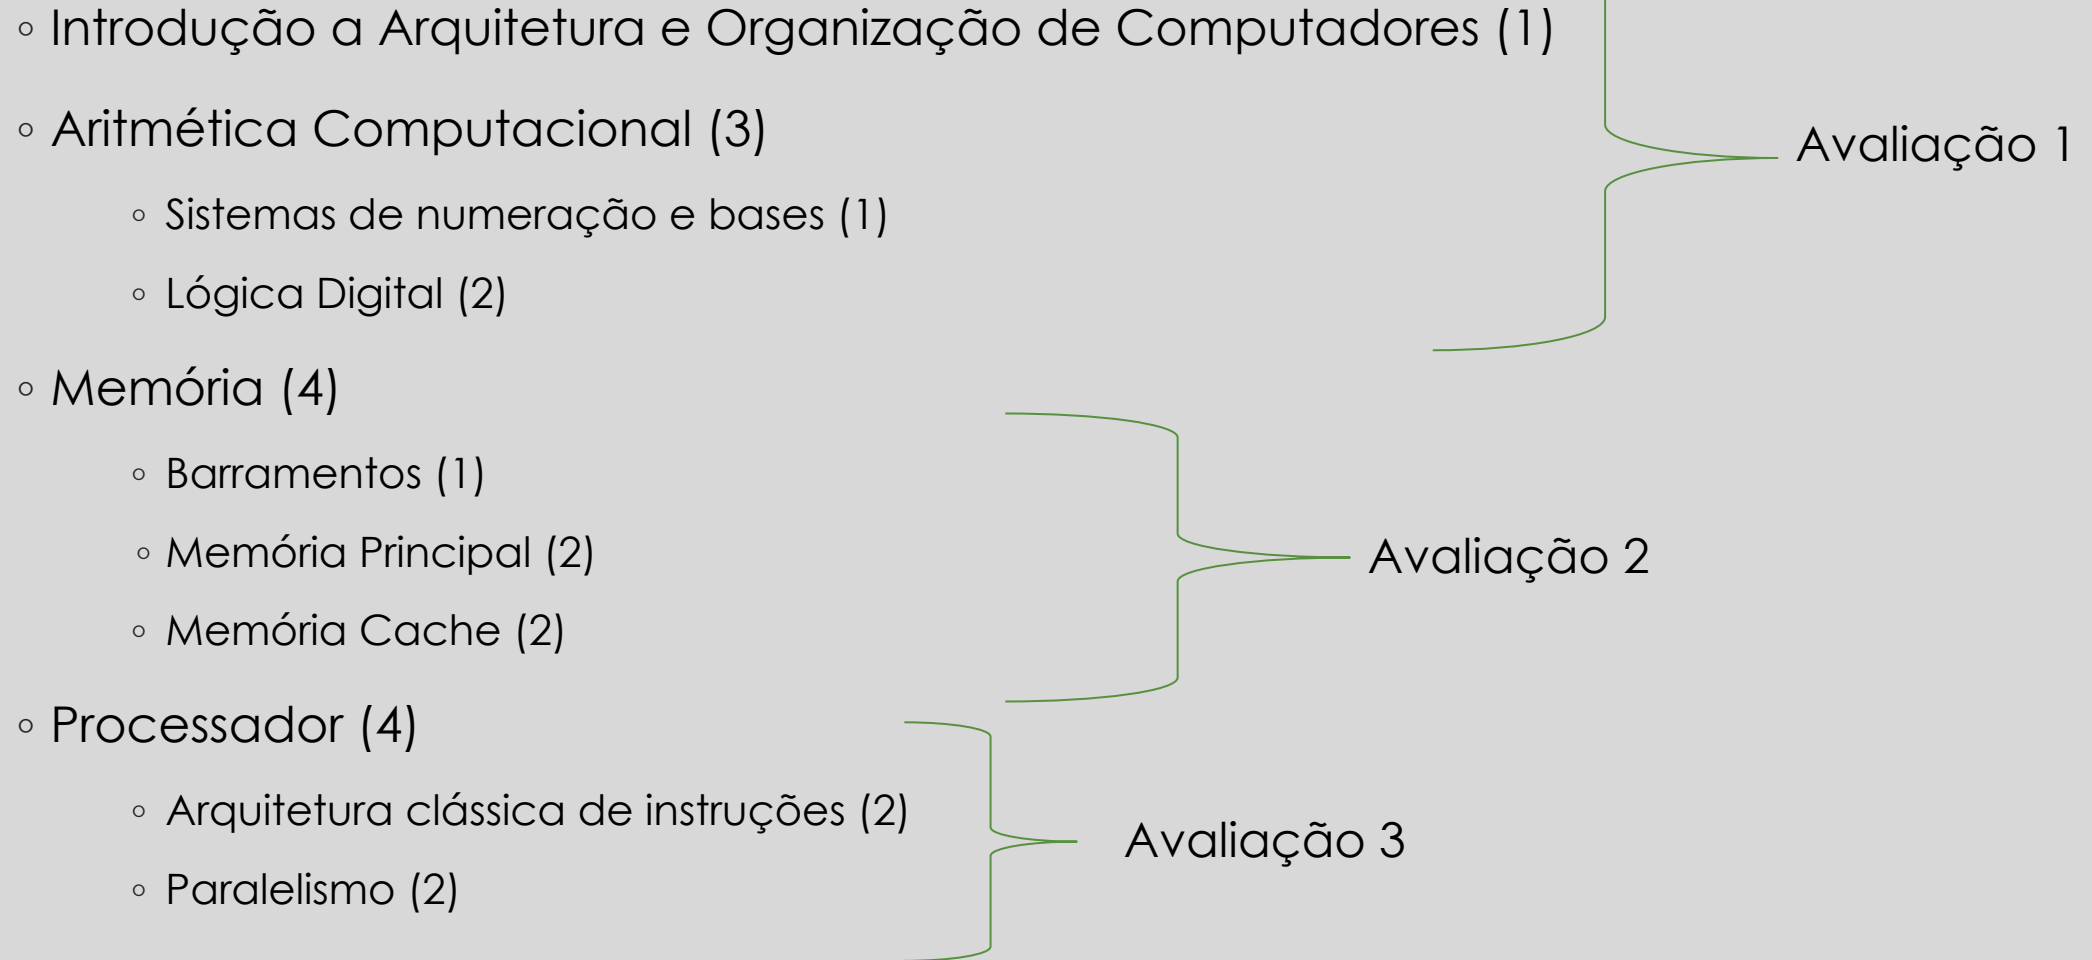 ◦ Introdução a Arquitetura e Organização de Computadores (1)
◦ Aritmética Computacional (3)
Avaliação 1
◦ Sistemas de numeração e bases (1)
◦ Lógica Digital (2)
◦ Memória (4)
◦ Barramentos (1)
◦ Memória Principal (2)
Avaliação 2
◦ Memória Cache (2)
◦ Processador (4)
◦ Arquitetura clássica de instruções (2)
Avaliação 3
◦ Paralelismo (2)